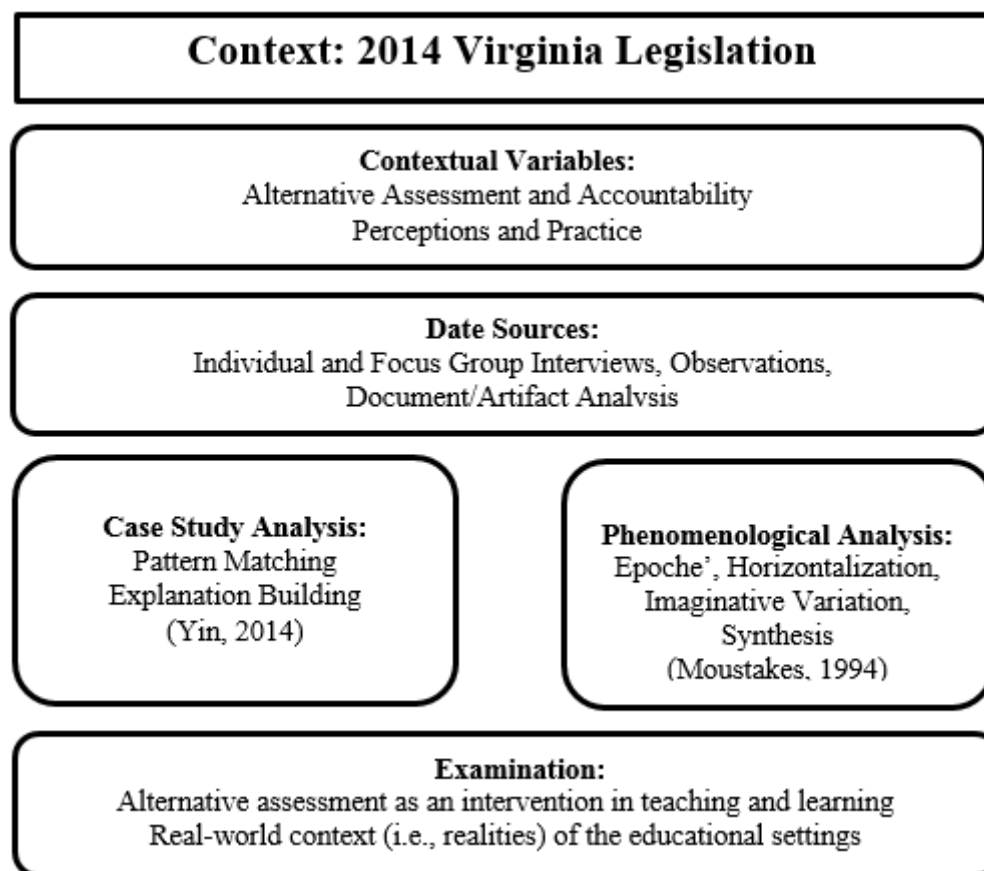 Context: 2014 Virginia Legislation
Contextual Variables:
Alternative Assessment and Accountability
Perceptions and Practice
Date Sources:
Individual and Focus Group Interviews, Observations,
Document/Artifact Analysis
Case Study Analysis:
Pattern Matching
Explanation Building
(Yin, 2014)
Phenomenological Analysis:
Epoche’, Horizontalization,
Imaginative Variation,
Synthesis
(Moustakes, 1994)
Examination:
Alternative assessment as an intervention in teaching and learning
Real-world context (i.e., realities) of the educational settings